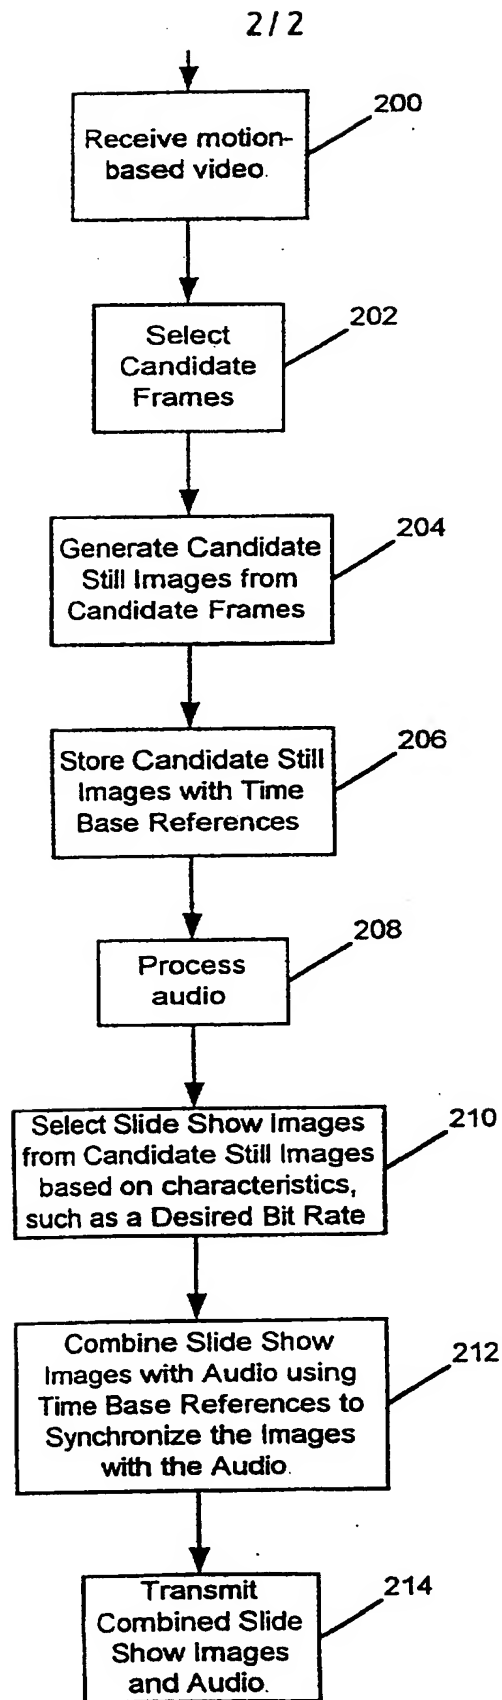 2/2
200
Receive motion-
based video.
202
Select
Candidate
Frames
204
Generate Candidate
Still Images from
Candidate Frames
206
Store Candidate Still
Images with Time
Base References
208
Process
audio
210
Select Slide Show Images
from Candidate Still Images
based on characteristics,
such as a Desired Bit Rate
212
Combine Slide Show
Images with Audio using
Time Base References to
Synchronize the Images
with the Audio.
214
Transmit
Combined Slide
Show Images
and Audio.